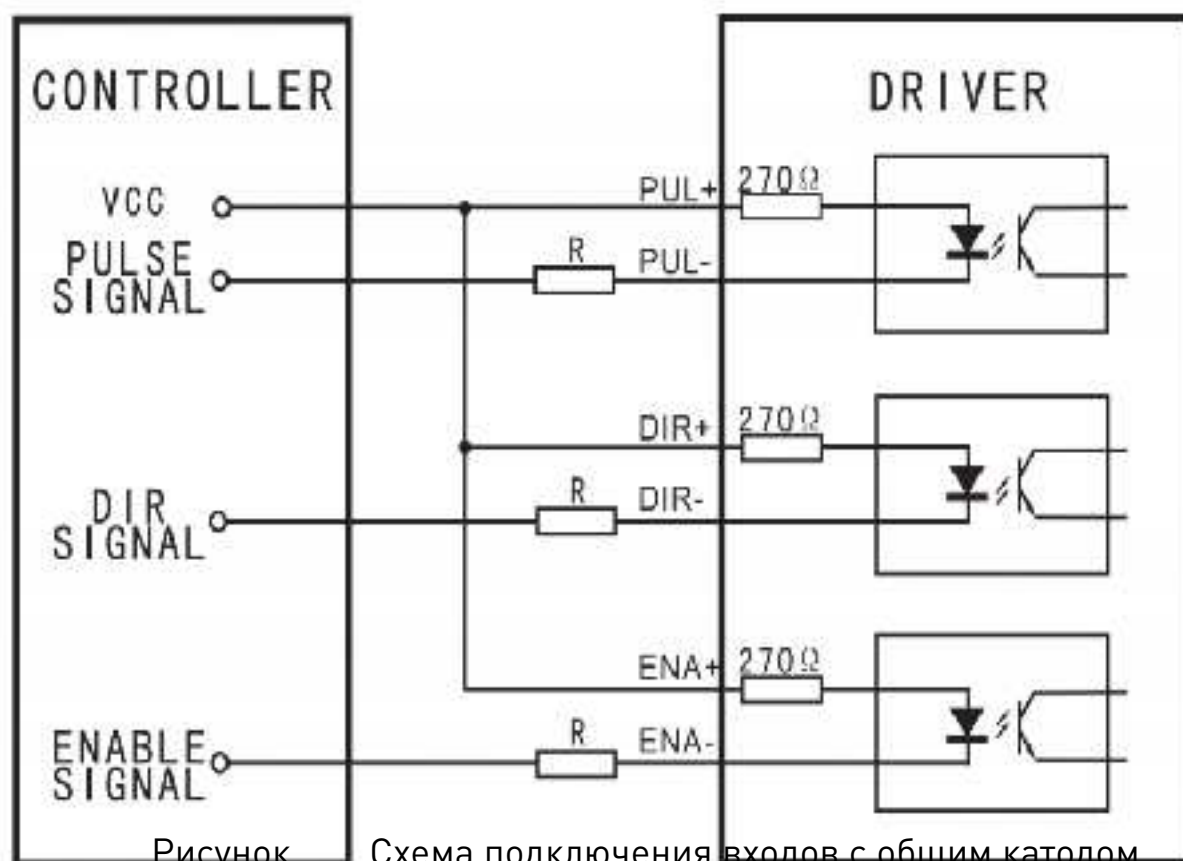 CONTROLLER
DRIVER
VCC
PUL+ 270Ω
PULSE
SIGNAL
R
PUL-
DIR+ 270Ω
DIR
SIGNAL
R
DIR-
ENA+ 270Ω
ENABLE
SIGNAL
R
ENA-
Рисунок Схема подключения входов с общим катодом